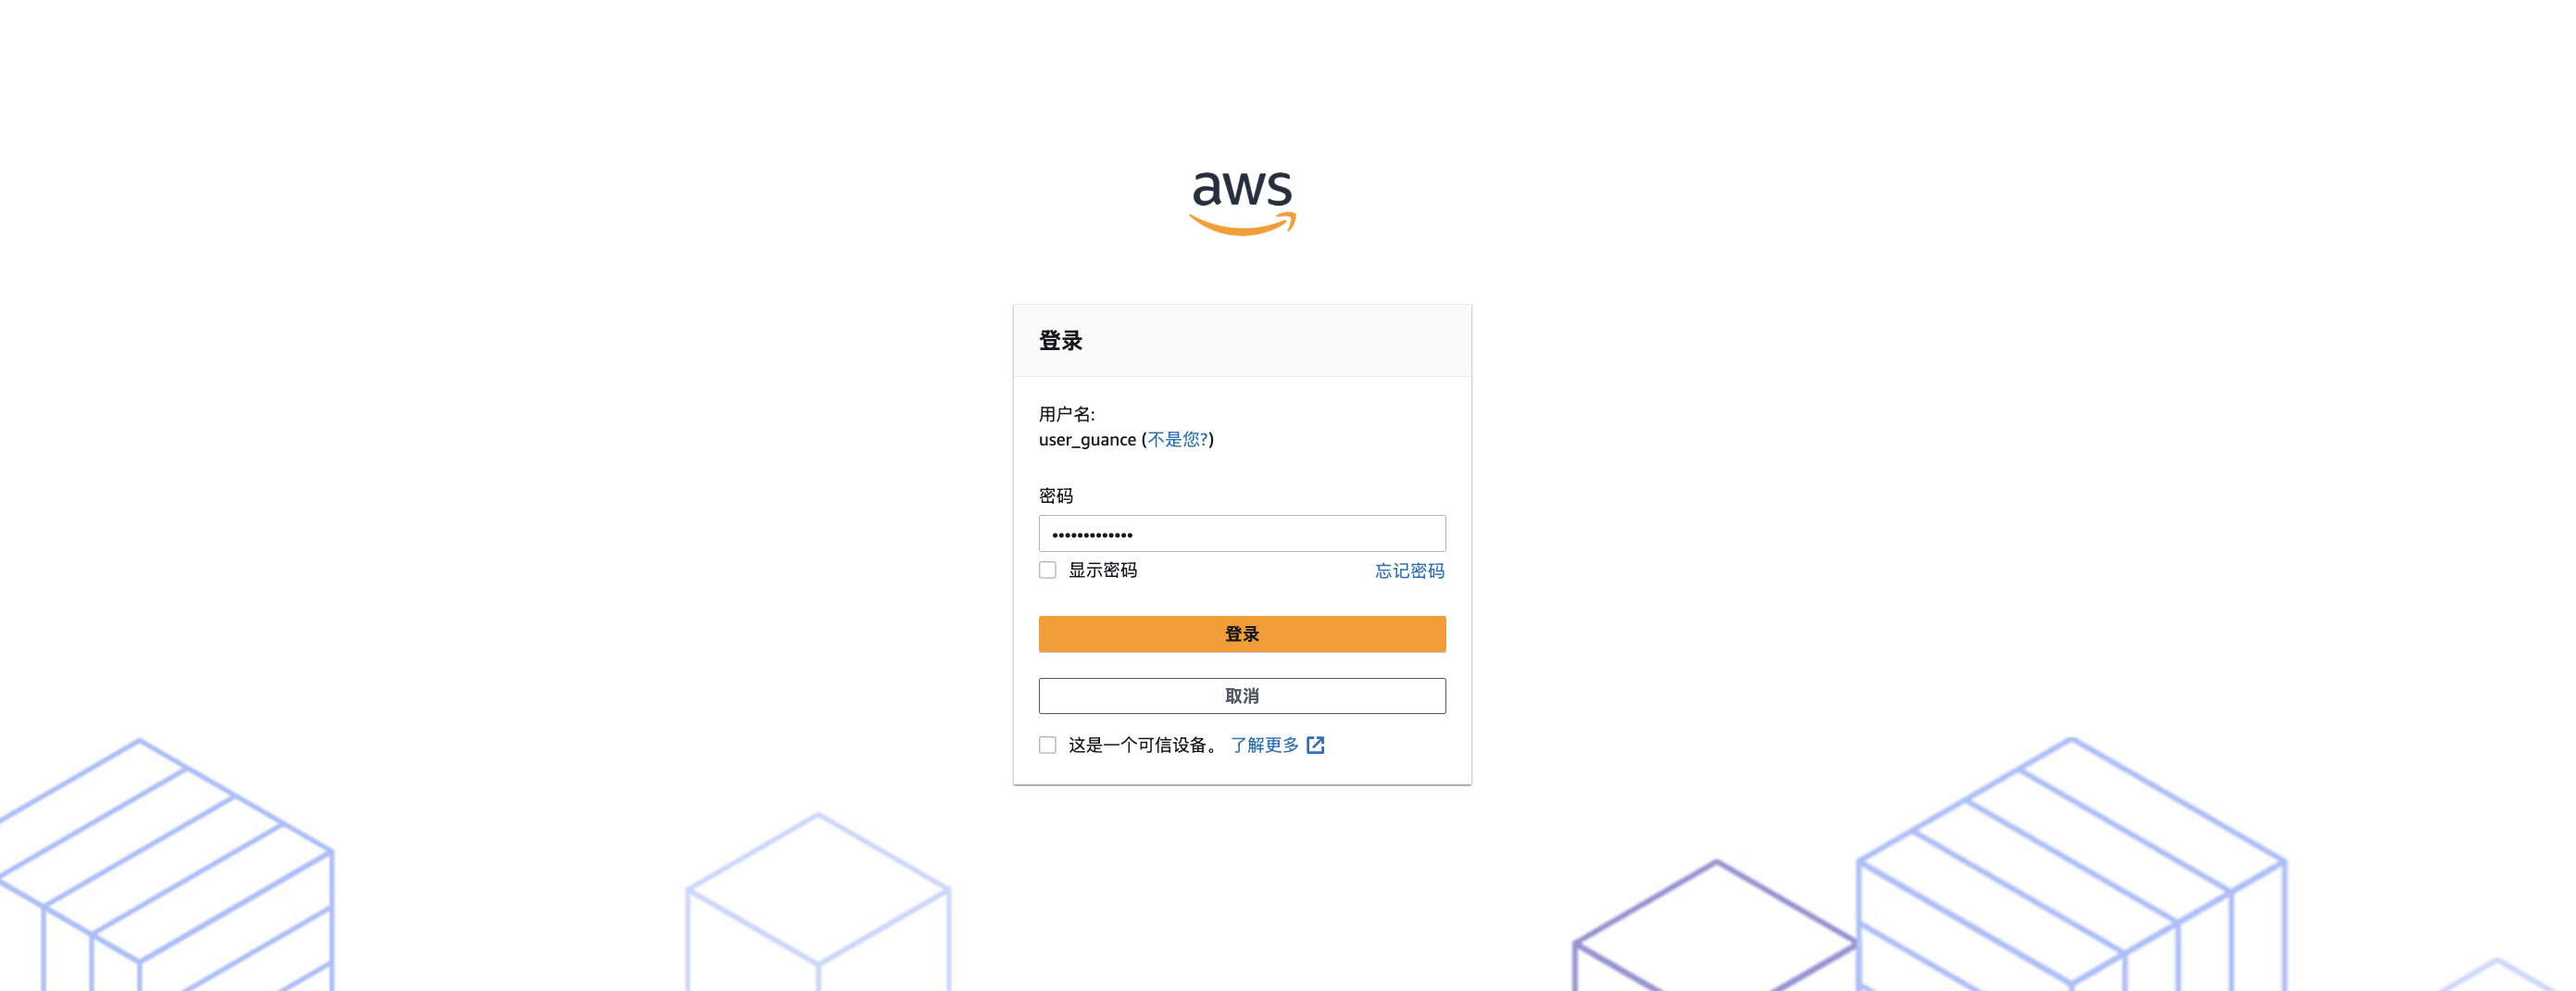 aws
登录
用户名:
user_guance (不是您?)
密码
•••••••••••••
显示密码 忘记密码
登录
取消
这是一个可信设备。 了解更多